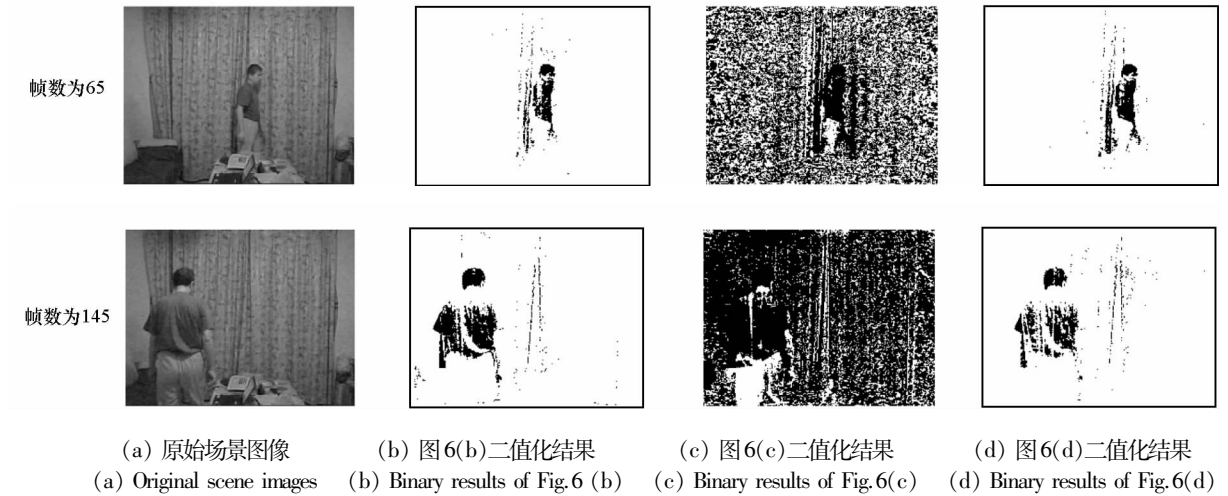 帧数为65
帧数为145
(a) 原始场景图像
(b) 图6(b)二值化结果
(c) 图6(c)二值化结果
(d) 图6(d)二值化结果
(a) Original scene images
(b) Binary results of Fig.6 (b)
(c) Binary results of Fig.6(c)
(d) Binary results of Fig.6(d)